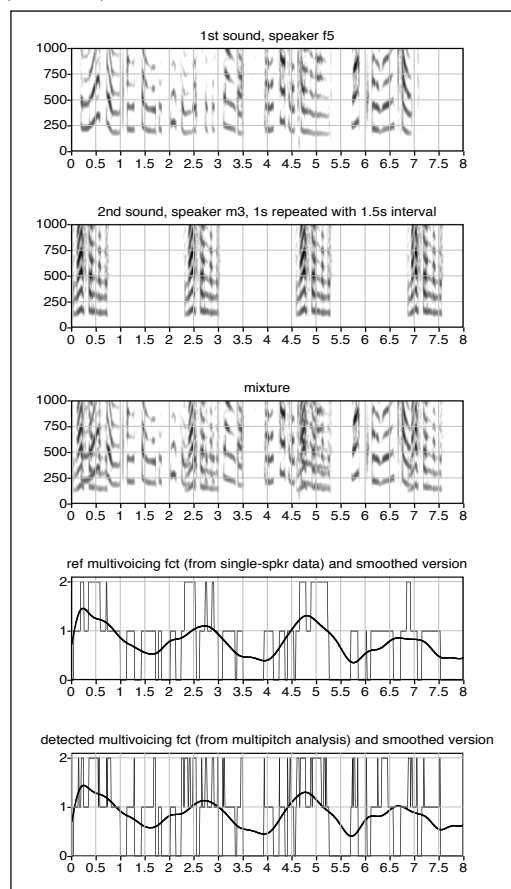 1st sound, speaker f5
1000
750
500
250
0
0 0.5 1 1.5 2 2.5 3 3.5 4 4.5 5 5.5 6 6.5 7 7.5 8
2nd sound, speaker m3, 1s repeated with 1.5s interval
1000
750
500
250
0
0 0.5 1 1.5 2 2.5 3 3.5 4 4.5 5 5.5 6 6.5 7 7.5 8
mixture
1000
750
500
250
0
0 0.5 1 1.5 2 2.5 3 3.5 4 4.5 5 5.5 6 6.5 7 7.5 8
ref multivoicing fct (from single-spkr data) and smoothed version
2
1
0
0 0.5 1 1.5 2 2.5 3 3.5 4 4.5 5 5.5 6 6.5 7 7.5 8
detected multivoicing fct (from multipitch analysis) and smoothed version
2
1
0
0 0.5 1 1.5 2 2.5 3 3.5 4 4.5 5 5.5 6 6.5 7 7.5 8